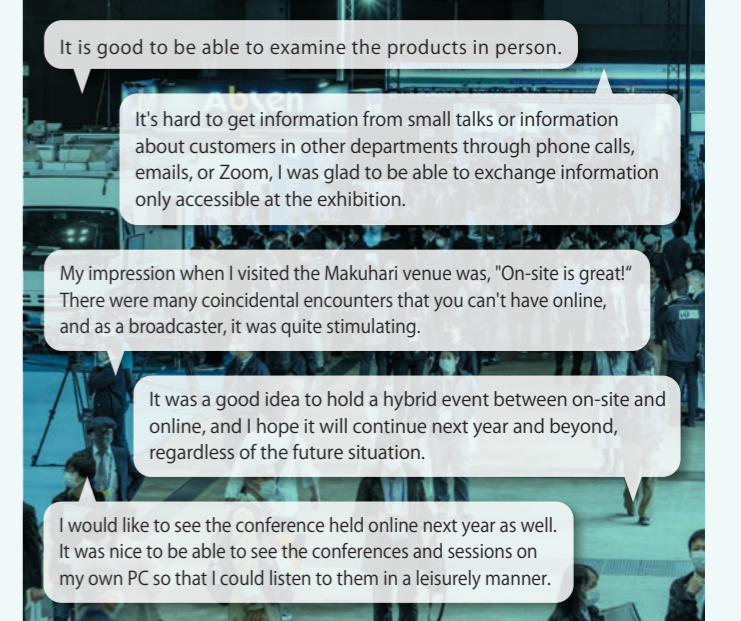 It is good to be able to examine the products in person.
Absen
It's hard to get information from small talks or information
about customers in other departments through phone calls,
emails, or Zoom, I was glad to be able to exchange information
only accessible at the exhibition.
My impression when I visited the Makuhari venue was, "On-site is great!“
There were many coincidental encounters that you can't have online,
and as a broadcaster, it was quite stimulating.
It was a good idea to hold a hybrid event between on-site and
online, and I hope it will continue next year and beyond,
regardless of the future situation.
I would like to see the conference held online next year as well.
It was nice to be able to see the conferences and sessions on
my own PC so that I could listen to them in a leisurely manner.